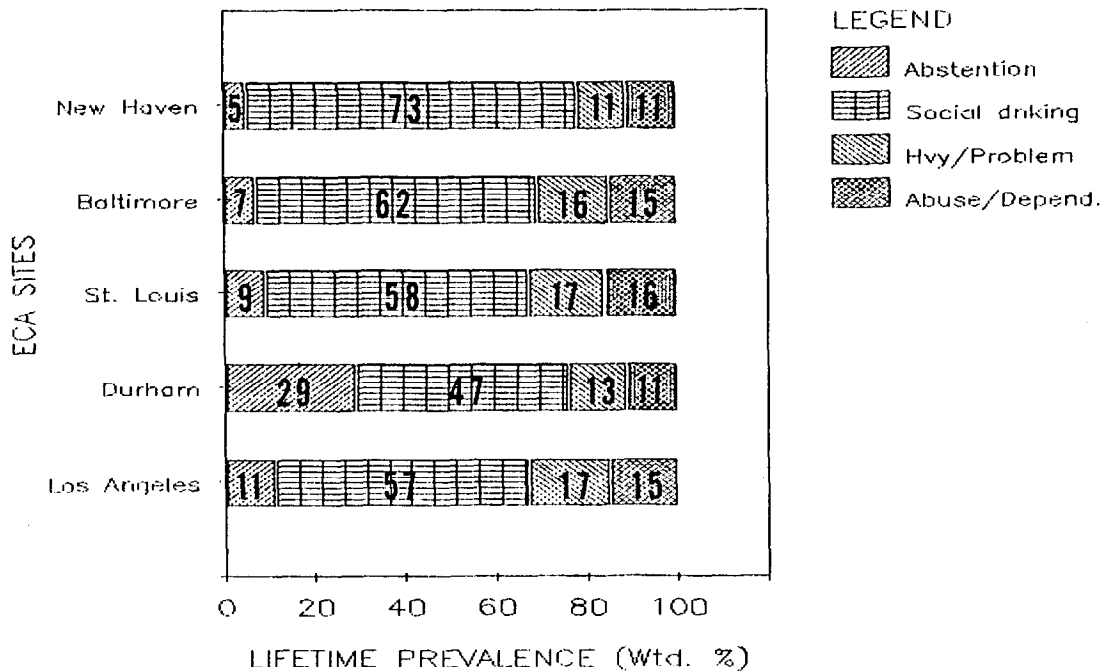 LEGEND
Abstention
Social drnking
Hvy/Problem
Abuse/Depend.
ECA SITES
New Haven 5 73 11 11
Baltimore 7 62 16 15
St. Louis 9 58 17 16
Durham 29 47 13 11
Los Angeles 11 57 17 15
0 20 40 60 80 100
LIFETIME PREVALENCE (Wtd. %)